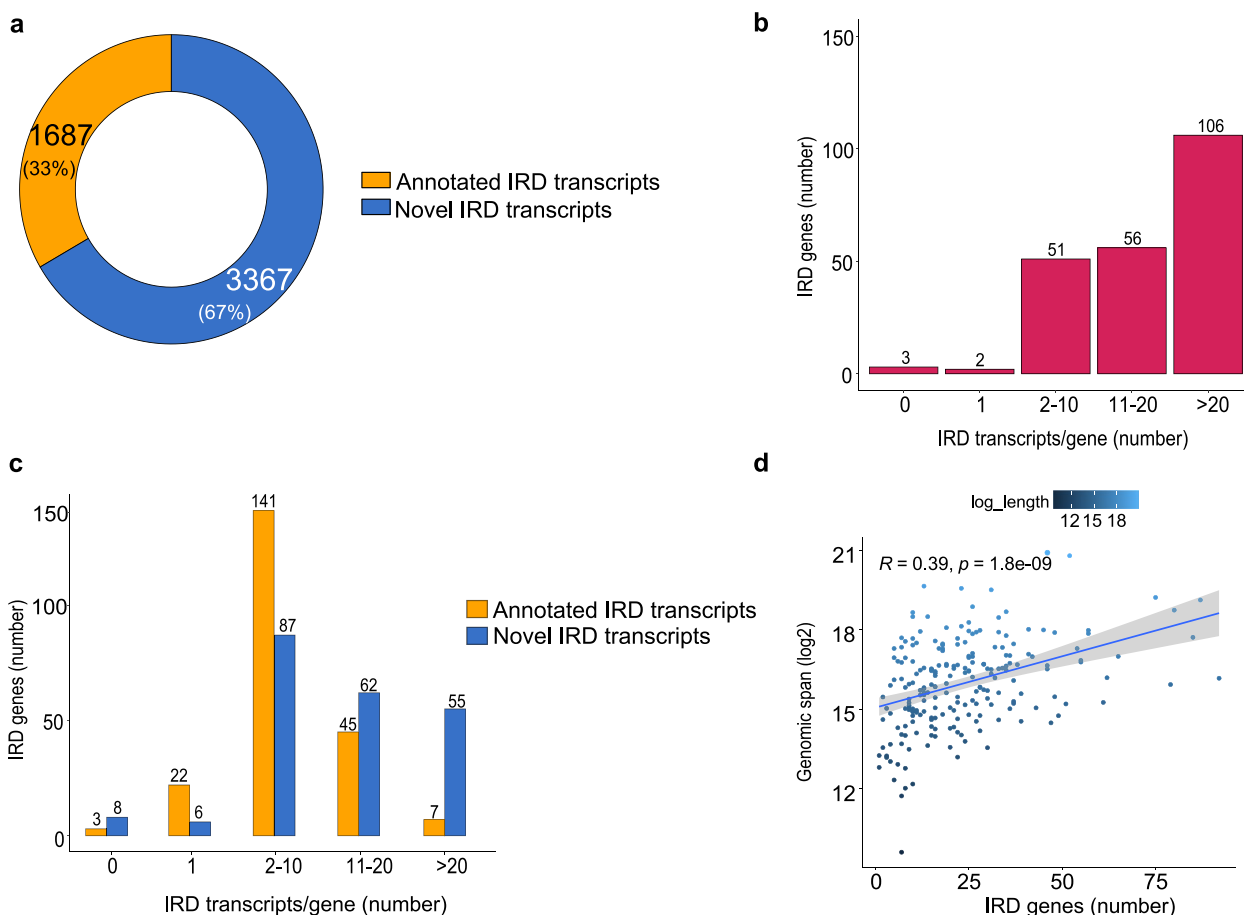 a
1687
(33%)
3367
(67%)
Annotated IRD transcripts
Novel IRD transcripts
b
IRD genes (number)
150
100
50
0
3
2
51
56
106
0 1 2-10 11-20 >20
IRD transcripts/gene (number)
c
IRD genes (number)
150
100
50
0
3 8 22 6 141 87 45 62 7 55
0 1 2-10 11-20 >20
IRD transcripts/gene (number)
Annotated IRD transcripts
Novel IRD transcripts
d
log_length
12 15 18
Genomic span (log2)
21
18
15
12
R = 0.39, p = 1.8e-09
0 25 50 75
IRD genes (number)